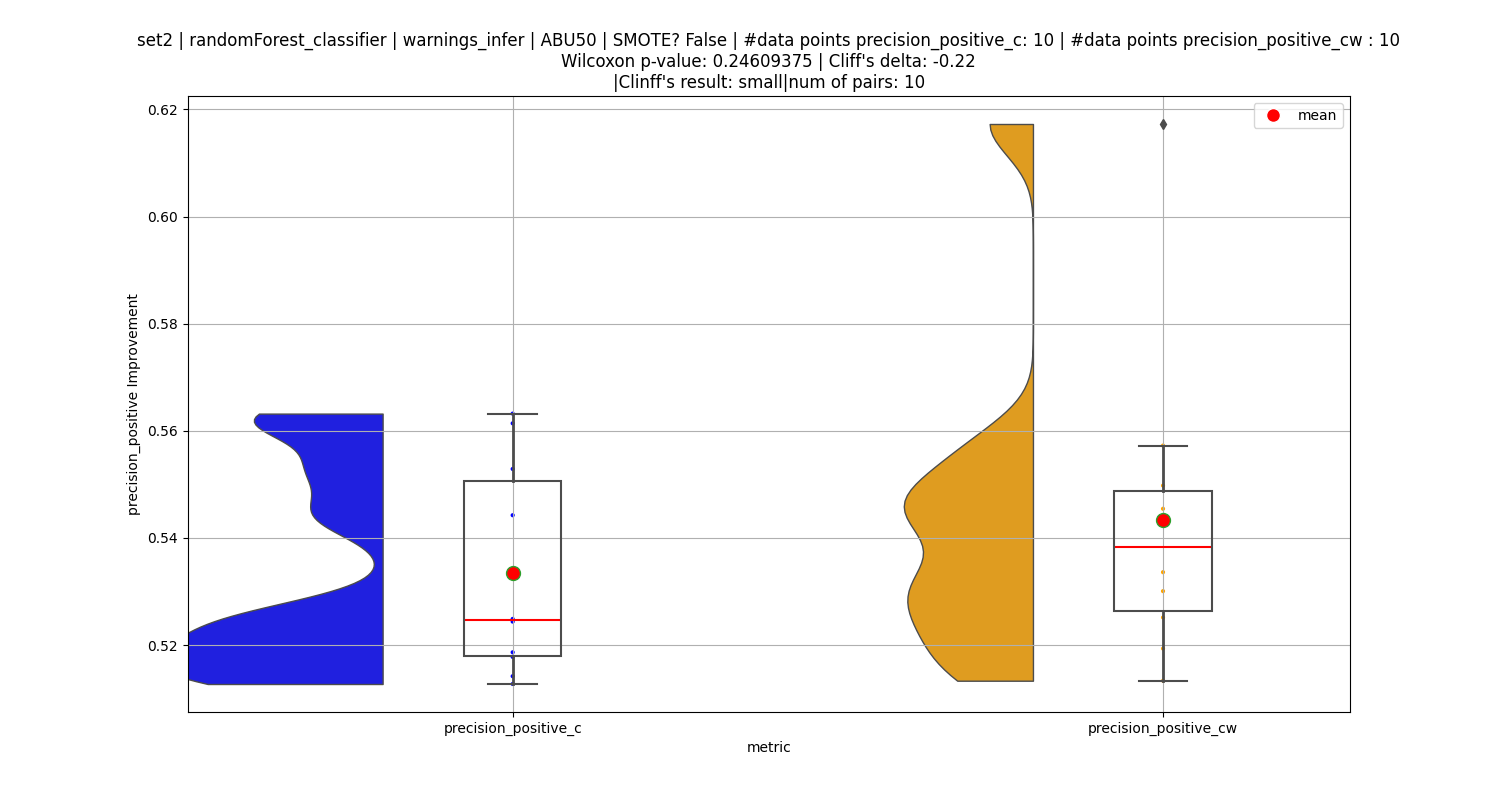 set2 | randomForest_classifier | warnings_infer | ABU50 | SMOTE? False | #data points precision_positive_c: 10 | #data points precision_positive_cw : 10
Wilcoxon p-value: 0.24609375 | Cliff's delta: -0.22
|Clinff's result: small|num of pairs: 10
mean
0.62
0.60
0.58
0.56
0.54
0.52
precision_positive Improvement
precision_positive_c
precision_positive_cw
metric